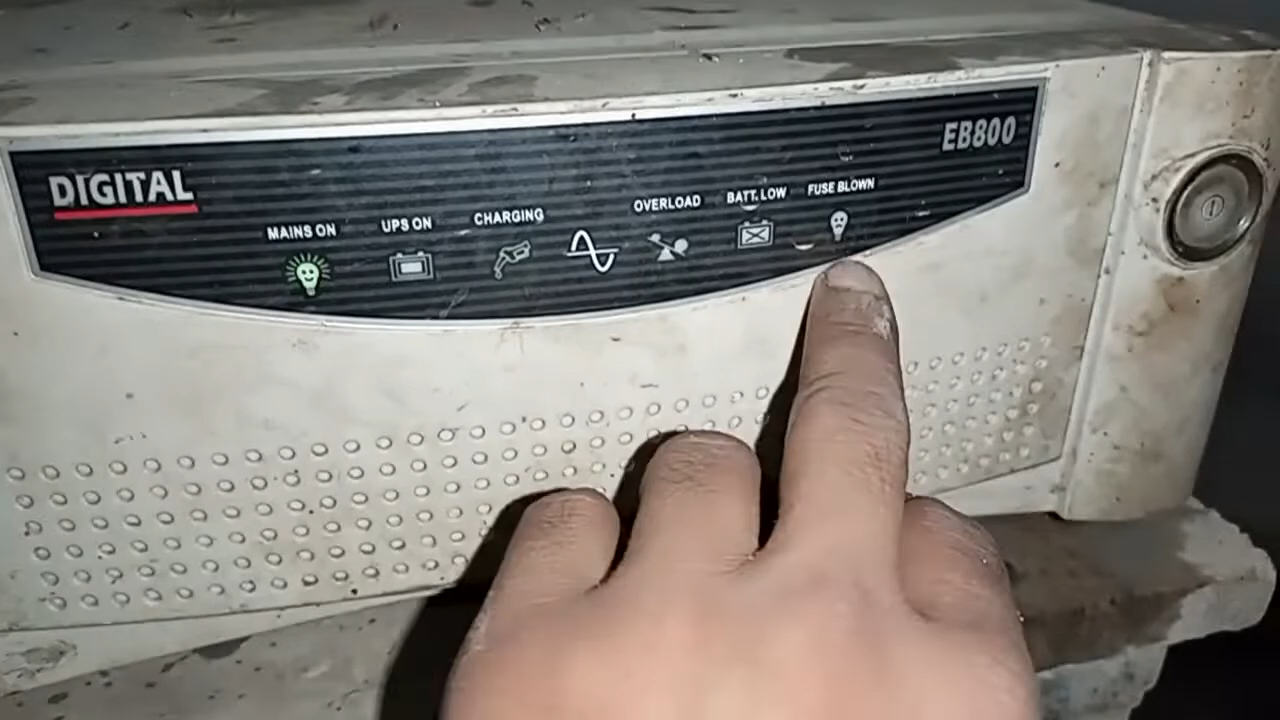 DIGITAL
EB800
MAINS ON
UPS ON
CHARGING
OVERLOAD
BATT. LOW
FUSE BLOWN